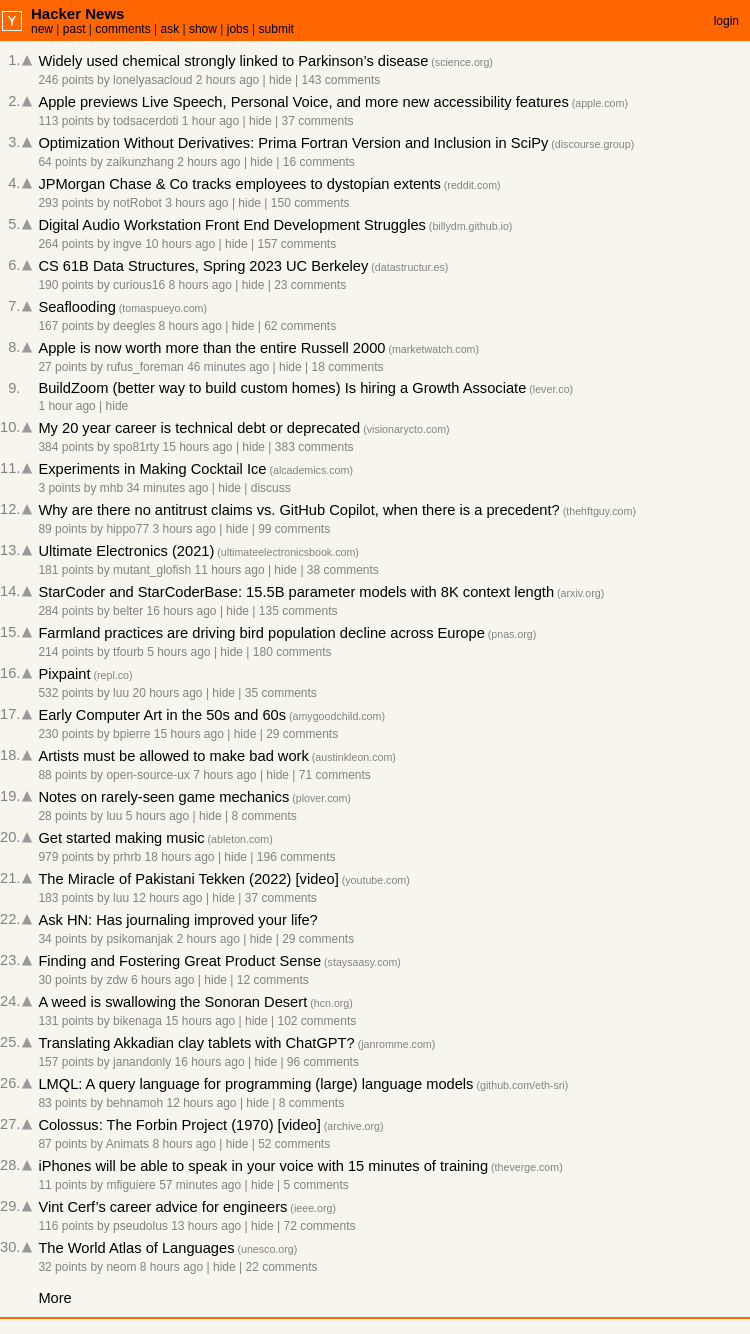 Y
Hacker News
new | past | comments | ask | show | jobs | submit
login
1. Widely used chemical strongly linked to Parkinson’s disease (science.org)
246 points by lonelyasacloud 2 hours ago | hide | 143 comments
2. Apple previews Live Speech, Personal Voice, and more new accessibility features (apple.com)
113 points by todsacerdoti 1 hour ago | hide | 37 comments
3. Optimization Without Derivatives: Prima Fortran Version and Inclusion in SciPy (discourse.group)
64 points by zaikunzhang 2 hours ago | hide | 16 comments
4. JPMorgan Chase & Co tracks employees to dystopian extents (reddit.com)
293 points by notRobot 3 hours ago | hide | 150 comments
5. Digital Audio Workstation Front End Development Struggles (billydm.github.io)
264 points by ingve 10 hours ago | hide | 157 comments
6. CS 61B Data Structures, Spring 2023 UC Berkeley (datastructur.es)
190 points by curious16 8 hours ago | hide | 23 comments
7. Seaflooding (tomaspueyo.com)
167 points by deegles 8 hours ago | hide | 62 comments
8. Apple is now worth more than the entire Russell 2000 (marketwatch.com)
27 points by rufus_foreman 46 minutes ago | hide | 18 comments
9. BuildZoom (better way to build custom homes) Is hiring a Growth Associate (lever.co)
1 hour ago | hide
10. My 20 year career is technical debt or deprecated (visionarycto.com)
384 points by spo81rty 15 hours ago | hide | 383 comments
11. Experiments in Making Cocktail Ice (alcademics.com)
3 points by mhb 34 minutes ago | hide | discuss
12. Why are there no antitrust claims vs. GitHub Copilot, when there is a precedent? (thehftguy.com)
89 points by hippo77 3 hours ago | hide | 99 comments
13. Ultimate Electronics (2021) (ultimateelectronicsbook.com)
181 points by mutant_glofish 11 hours ago | hide | 38 comments
14. StarCoder and StarCoderBase: 15.5B parameter models with 8K context length (arxiv.org)
284 points by belter 16 hours ago | hide | 135 comments
15. Farmland practices are driving bird population decline across Europe (pnas.org)
214 points by tfourb 5 hours ago | hide | 180 comments
16. Pixpaint (repl.co)
532 points by luu 20 hours ago | hide | 35 comments
17. Early Computer Art in the 50s and 60s (amygoodchild.com)
230 points by bpierre 15 hours ago | hide | 29 comments
18. Artists must be allowed to make bad work (austinkleon.com)
88 points by open-source-ux 7 hours ago | hide | 71 comments
19. Notes on rarely-seen game mechanics (plover.com)
28 points by luu 5 hours ago | hide | 8 comments
20. Get started making music (ableton.com)
979 points by prhrb 18 hours ago | hide | 196 comments
21. The Miracle of Pakistani Tekken (2022) [video] (youtube.com)
183 points by luu 12 hours ago | hide | 37 comments
22. Ask HN: Has journaling improved your life?
34 points by psikomanjak 2 hours ago | hide | 29 comments
23. Finding and Fostering Great Product Sense (staysaasy.com)
30 points by zdw 6 hours ago | hide | 12 comments
24. A weed is swallowing the Sonoran Desert (hcn.org)
131 points by bikenaga 15 hours ago | hide | 102 comments
25. Translating Akkadian clay tablets with ChatGPT? (janromme.com)
157 points by janandonly 16 hours ago | hide | 96 comments
26. LMQL: A query language for programming (large) language models (github.com/eth-sri)
83 points by behnamoh 12 hours ago | hide | 8 comments
27. Colossus: The Forbin Project (1970) [video] (archive.org)
87 points by Animats 8 hours ago | hide | 52 comments
28. iPhones will be able to speak in your voice with 15 minutes of training (theverge.com)
11 points by mfiguiere 57 minutes ago | hide | 5 comments
29. Vint Cerf’s career advice for engineers (ieee.org)
116 points by pseudolus 13 hours ago | hide | 72 comments
30. The World Atlas of Languages (unesco.org)
32 points by neom 8 hours ago | hide | 22 comments
More